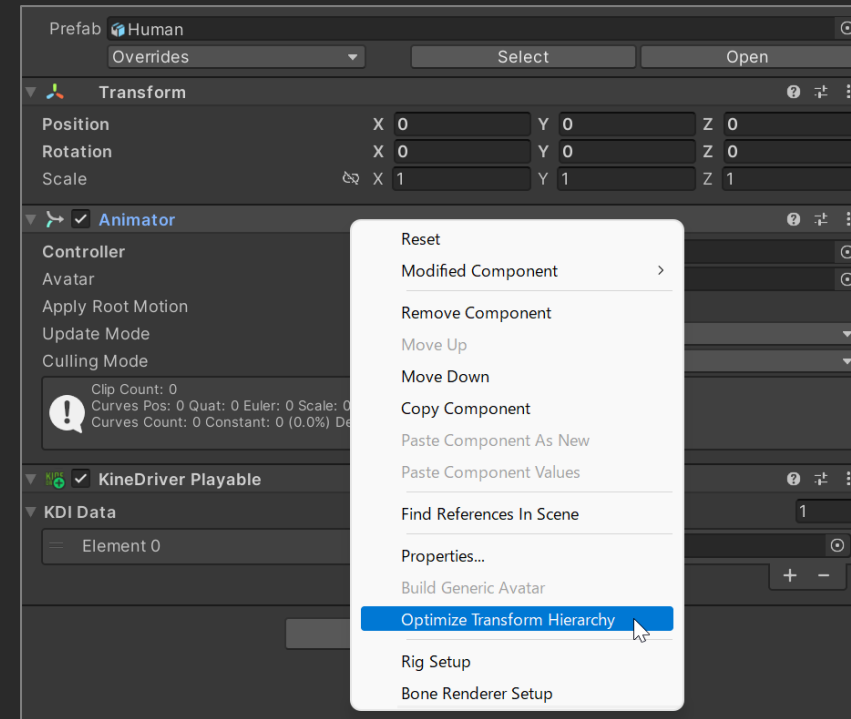 Prefab Human
Overrides Select Open
Transform
Position X 0 Y 0 Z 0
Rotation X 0 Y 0 Z 0
Scale X 1 Y 1 Z 1
Animator
Controller
Avatar
Apply Root Motion
Update Mode
Culling Mode
Clip Count: 0
Curves Pos: 0 Quat: 0 Euler: 0 Scale: 0
Curves Count: 0 Constant: 0 (0.0%) De
KineDriver Playable
KDI Data 1
Element 0
Reset
Modified Component
Remove Component
Move Up
Move Down
Copy Component
Paste Component As New
Paste Component Values
Find References In Scene
Properties...
Build Generic Avatar
Optimize Transform Hierarchy
Rig Setup
Bone Renderer Setup